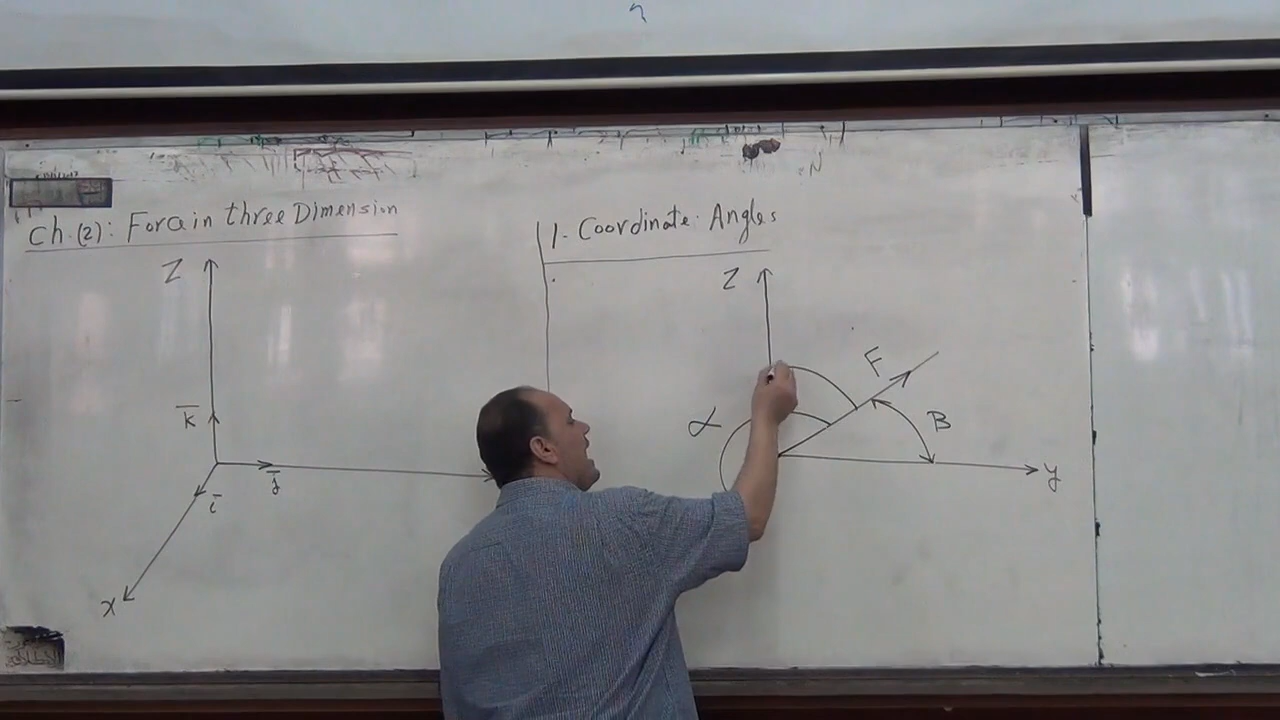 Ch.(2): Force in three Dimension
Z
k̅
j̅
i̅
x
1- Coordinate Angles
Z
F
α
B
y
N